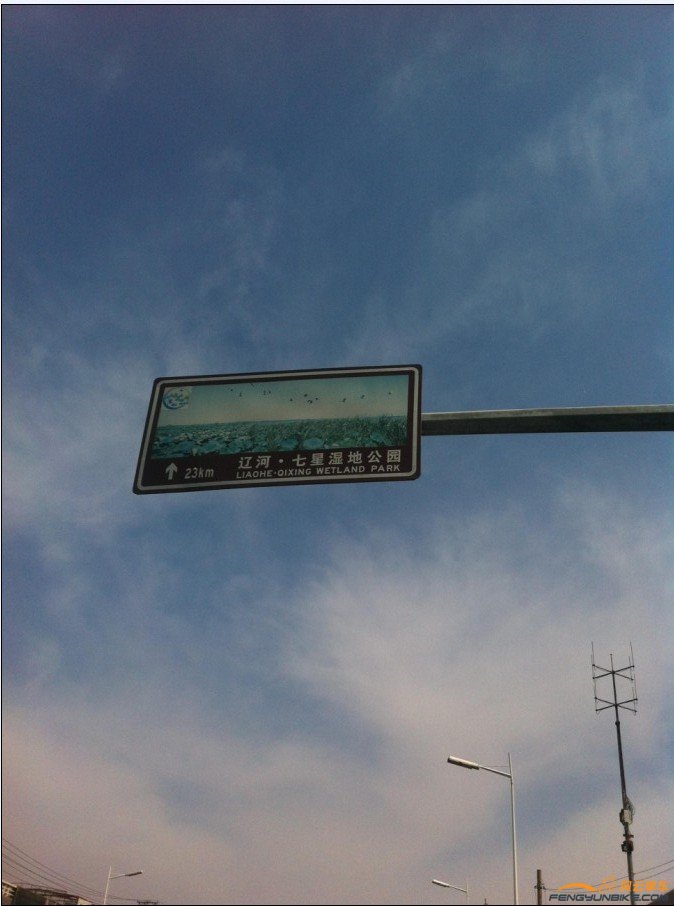 辽河·七星湿地公园
↑ 23km LIAOHE·QIXING WETLAND PARK
FENGYUNBIKE.COM